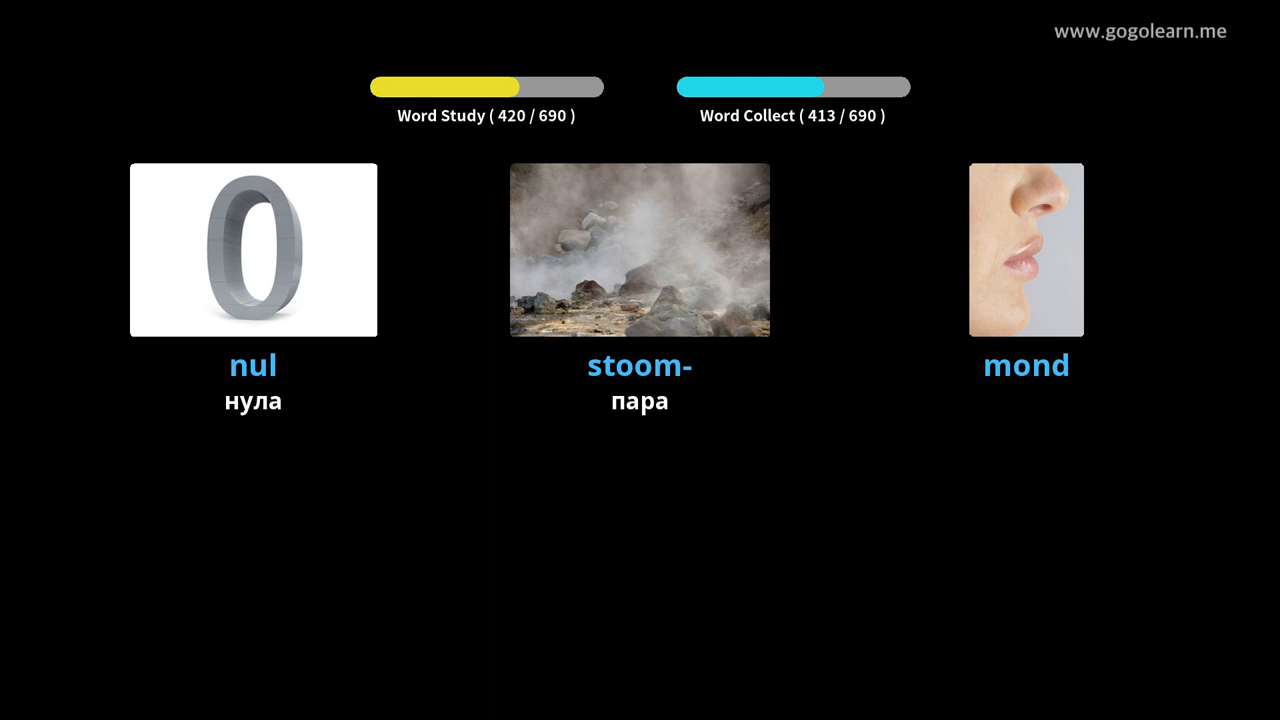 www.gogolearn.me
Word Study ( 420 / 690 )
Word Collect ( 413 / 690 )
nul
нула
stoom-
пара
mond